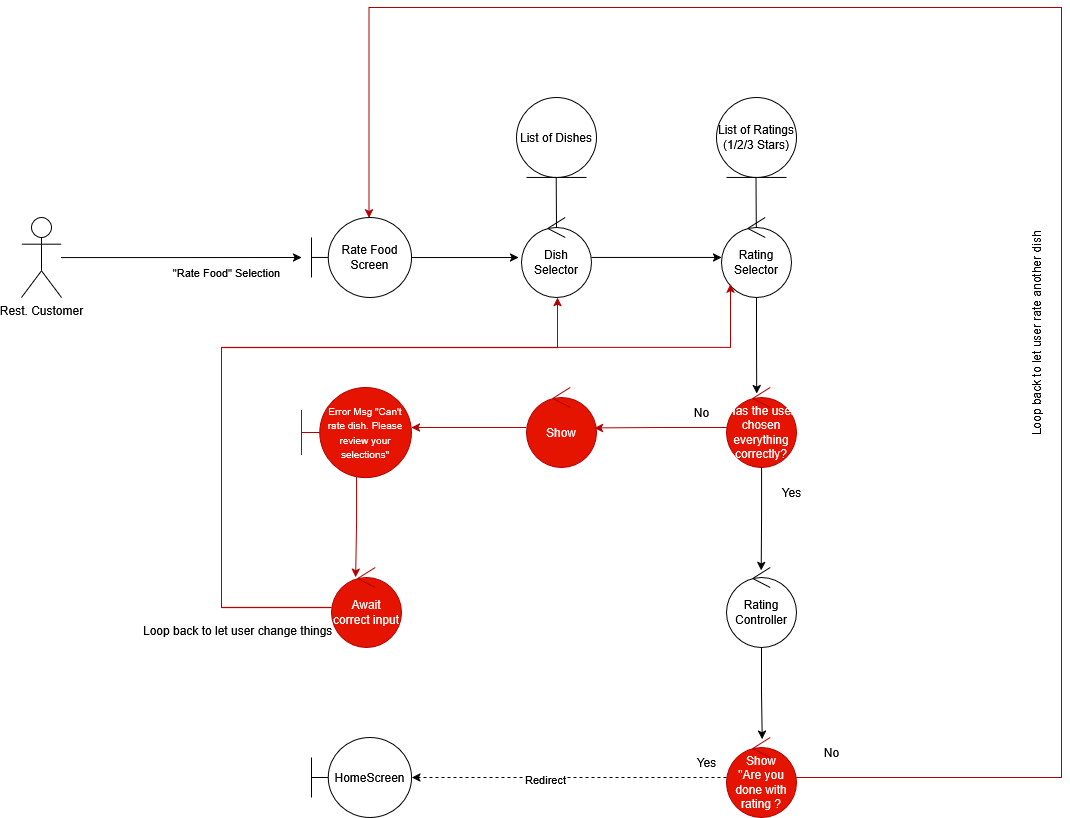 List of Dishes
List of Ratings
(1/2/3 Stars)
Rate Food
Screen
Dish
Selector
Rating
Selector
"Rate Food" Selection
Rest. Customer
Loop back to let user rate another dish
Error Msg "Can't
rate dish. Please
review your
selections"
Show
No
the
chosen
everything
correctly?
Yes
Await
correct input
Loop back to let user change things
Rating
Controller
HomeScreen
Redirect
Yes
Show
"Are you
done with
rating ?
No